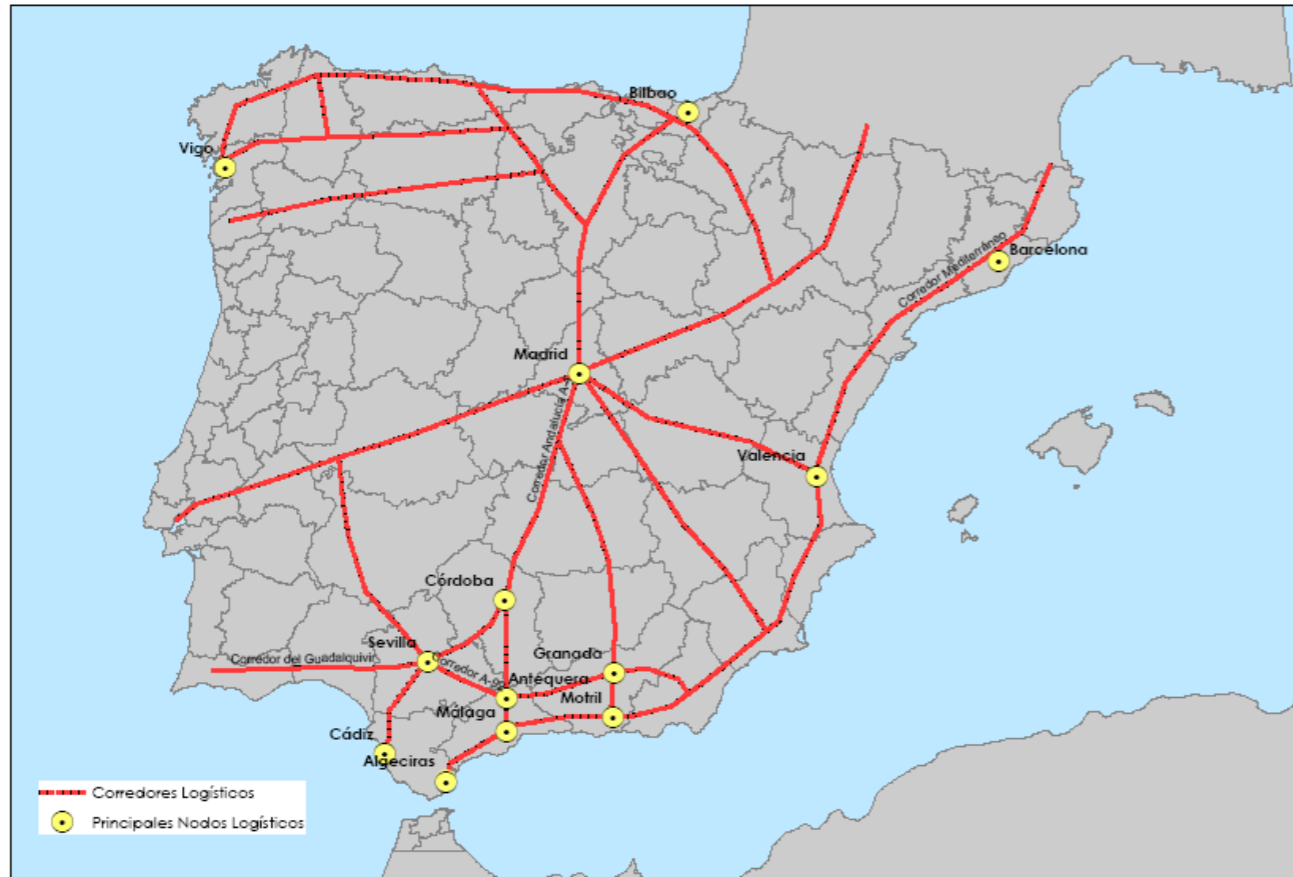 Bilbao
Vigo
Barcelona
Corredor Mediterráneo
Madrid
Corredor Andalucía A-
Valencia
Córdoba
Sevilla
Corredor del Guadalquivir
Corredor A-92
Granada
Antequera
Motril
Málaga
Cádiz
Algeciras
Corredores Logísticos
Principales Nodos Logísticos